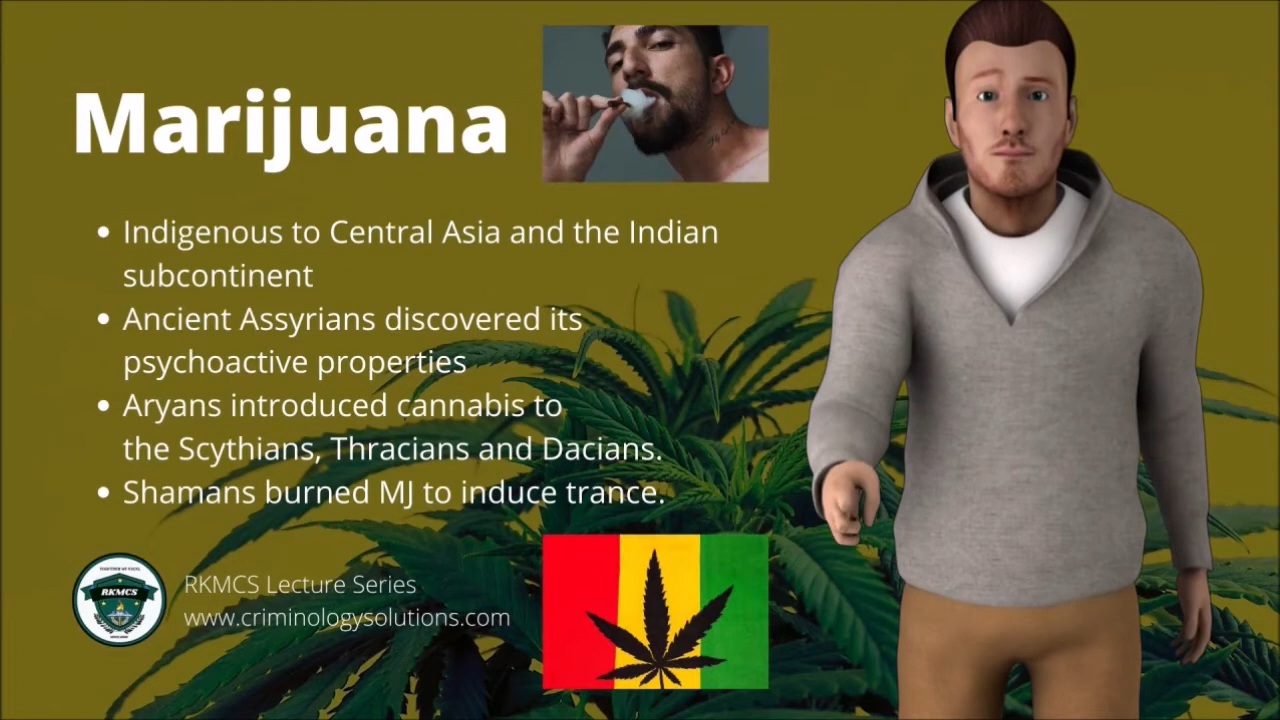 Marijuana
• Indigenous to Central Asia and the Indian
subcontinent
• Ancient Assyrians discovered its
psychoactive properties
• Aryans introduced cannabis to
the Scythians, Thracians and Dacians.
• Shamans burned MJ to induce trance.
RKMCS
RKMCS Lecture Series
www.criminologysolutions.com